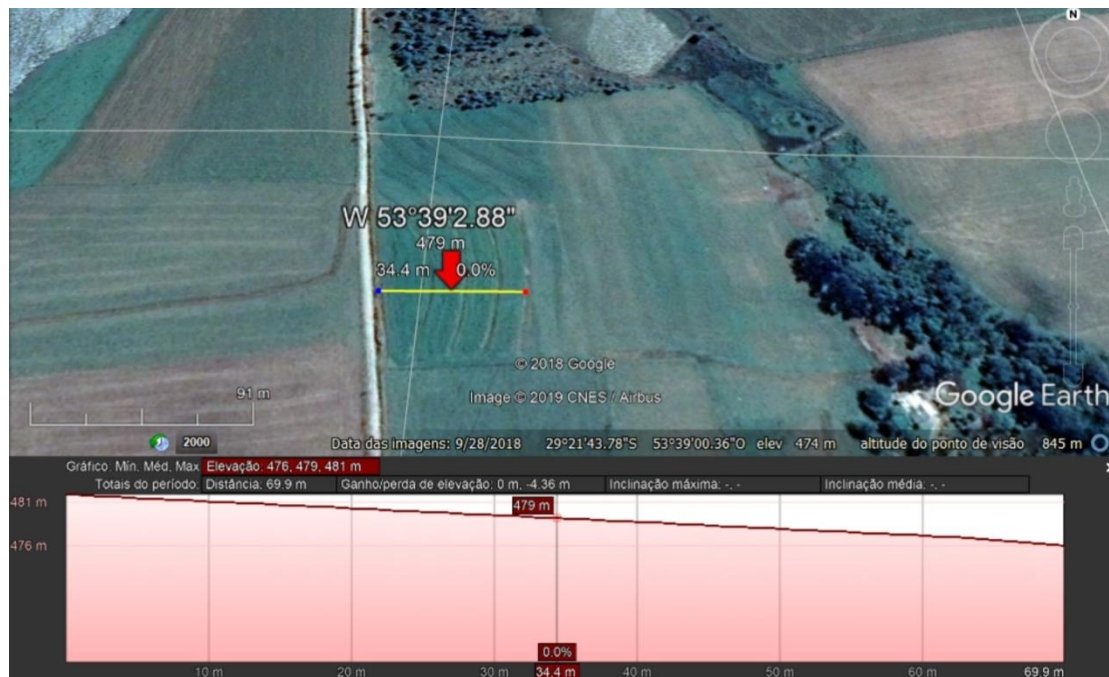 N
W 53°39'2.88"
479 m
34.4 m 0.0%
© 2018 Google
91 m
Image © 2019 CNES / Airbus
Google Earth
2000 Data das imagens: 9/28/2018 29°21'43.78"S 53°39'00.36"O elev 474 m altitude do ponto de visão 845 m
Gráfico: Mín. Méd, Max Elevação: 476, 479, 481 m
Totais do período: Distância: 69.9 m Ganho/perda de elevação: 0 m, -4.36 m Inclinação máxima: -, - Inclinação média: -, -
481 m
479 m
476 m
0.0%
10 m 20 m 30 m 34.4 m 40 m 50 m 60 m 69.9 m